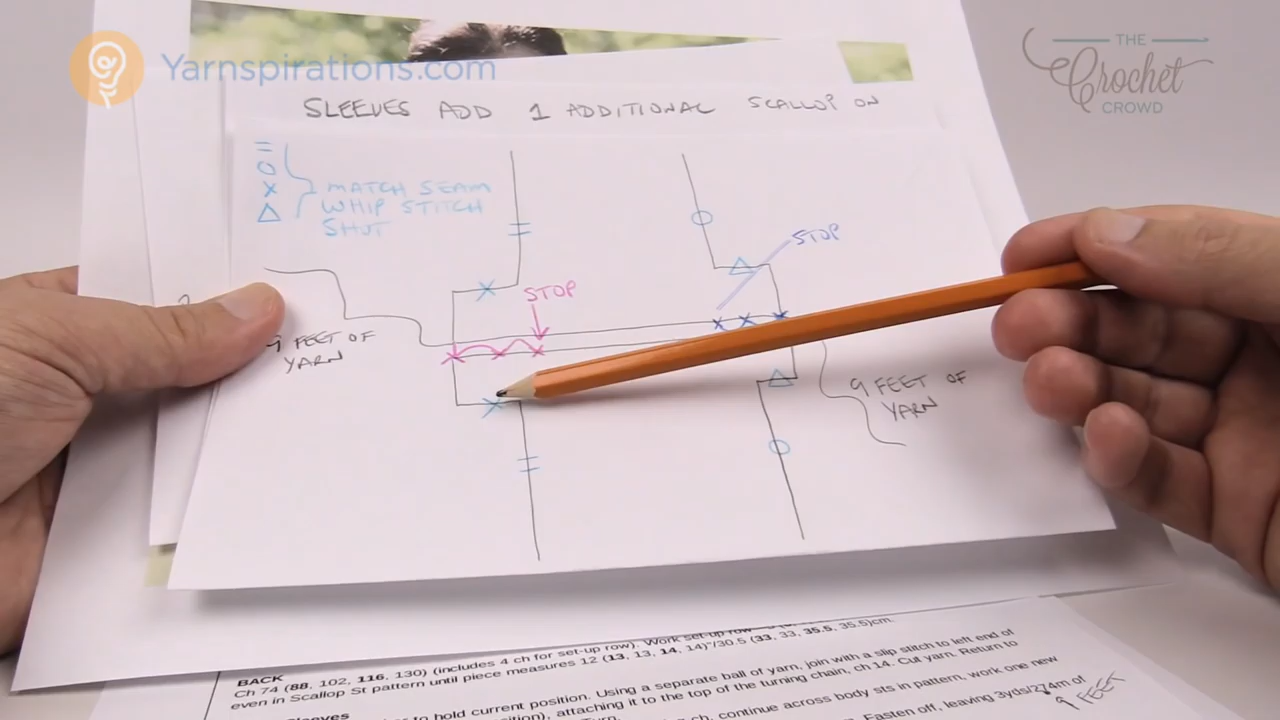 Yarnspirations.com
THE
Crochet
CROWD
SLEEVES ADD 1 ADDITIONAL SCALLOP ON
=
O
X
△
MATCH SEAM
WHIP STITCH
SHUT
STOP
STOP
FEET OF
YARN
9 FEET OF
YARN
BACK
Ch 74 (88, 102, 116, 130) (includes 4 ch for set-up row). Work set-up row
even in Scallop St pattern until piece measures 12 (13, 13, 14, 14)"/30.5 (33, 33, 35.5, 35.5)cm.
Sleeves
to hold current position. Using a separate ball of yarn, join with a slip stitch to left end of
attaching it to the top of the turning chain, ch 14. Cut yarn. Return to
ch, continue across body sts in pattern, work one new
Fasten off, leaving 3yds/274m of
9 FEET